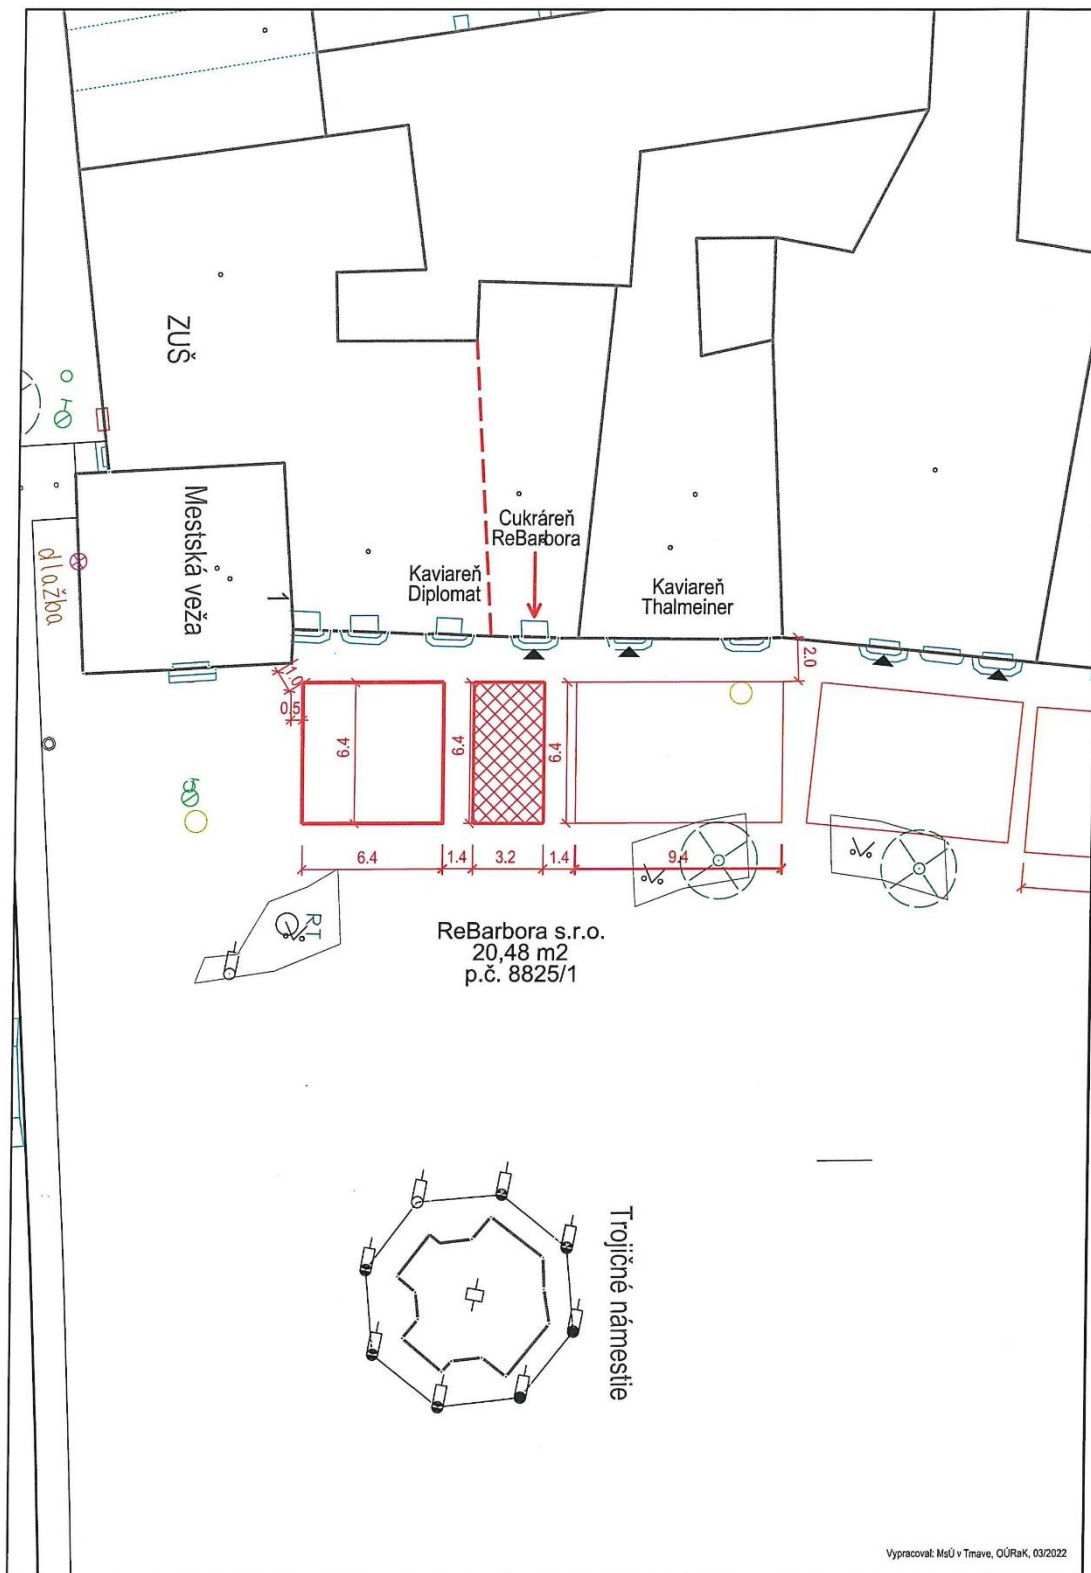 ZUŠ
Mestská veža
1
dlažba
Cukráreň
ReBarbora
Kaviareň
Diplomat
Kaviareň
Thalmeiner
2.0
1.0
0.5
6.4
6.4
6.4
6.4
1.4
3.2
1.4
9.4
RT
ReBarbora s.r.o.
20,48 m2
p.č. 8825/1
Trojičné námestie
Vypracoval: MsÚ v Trnave, OÚRaK, 03/2022